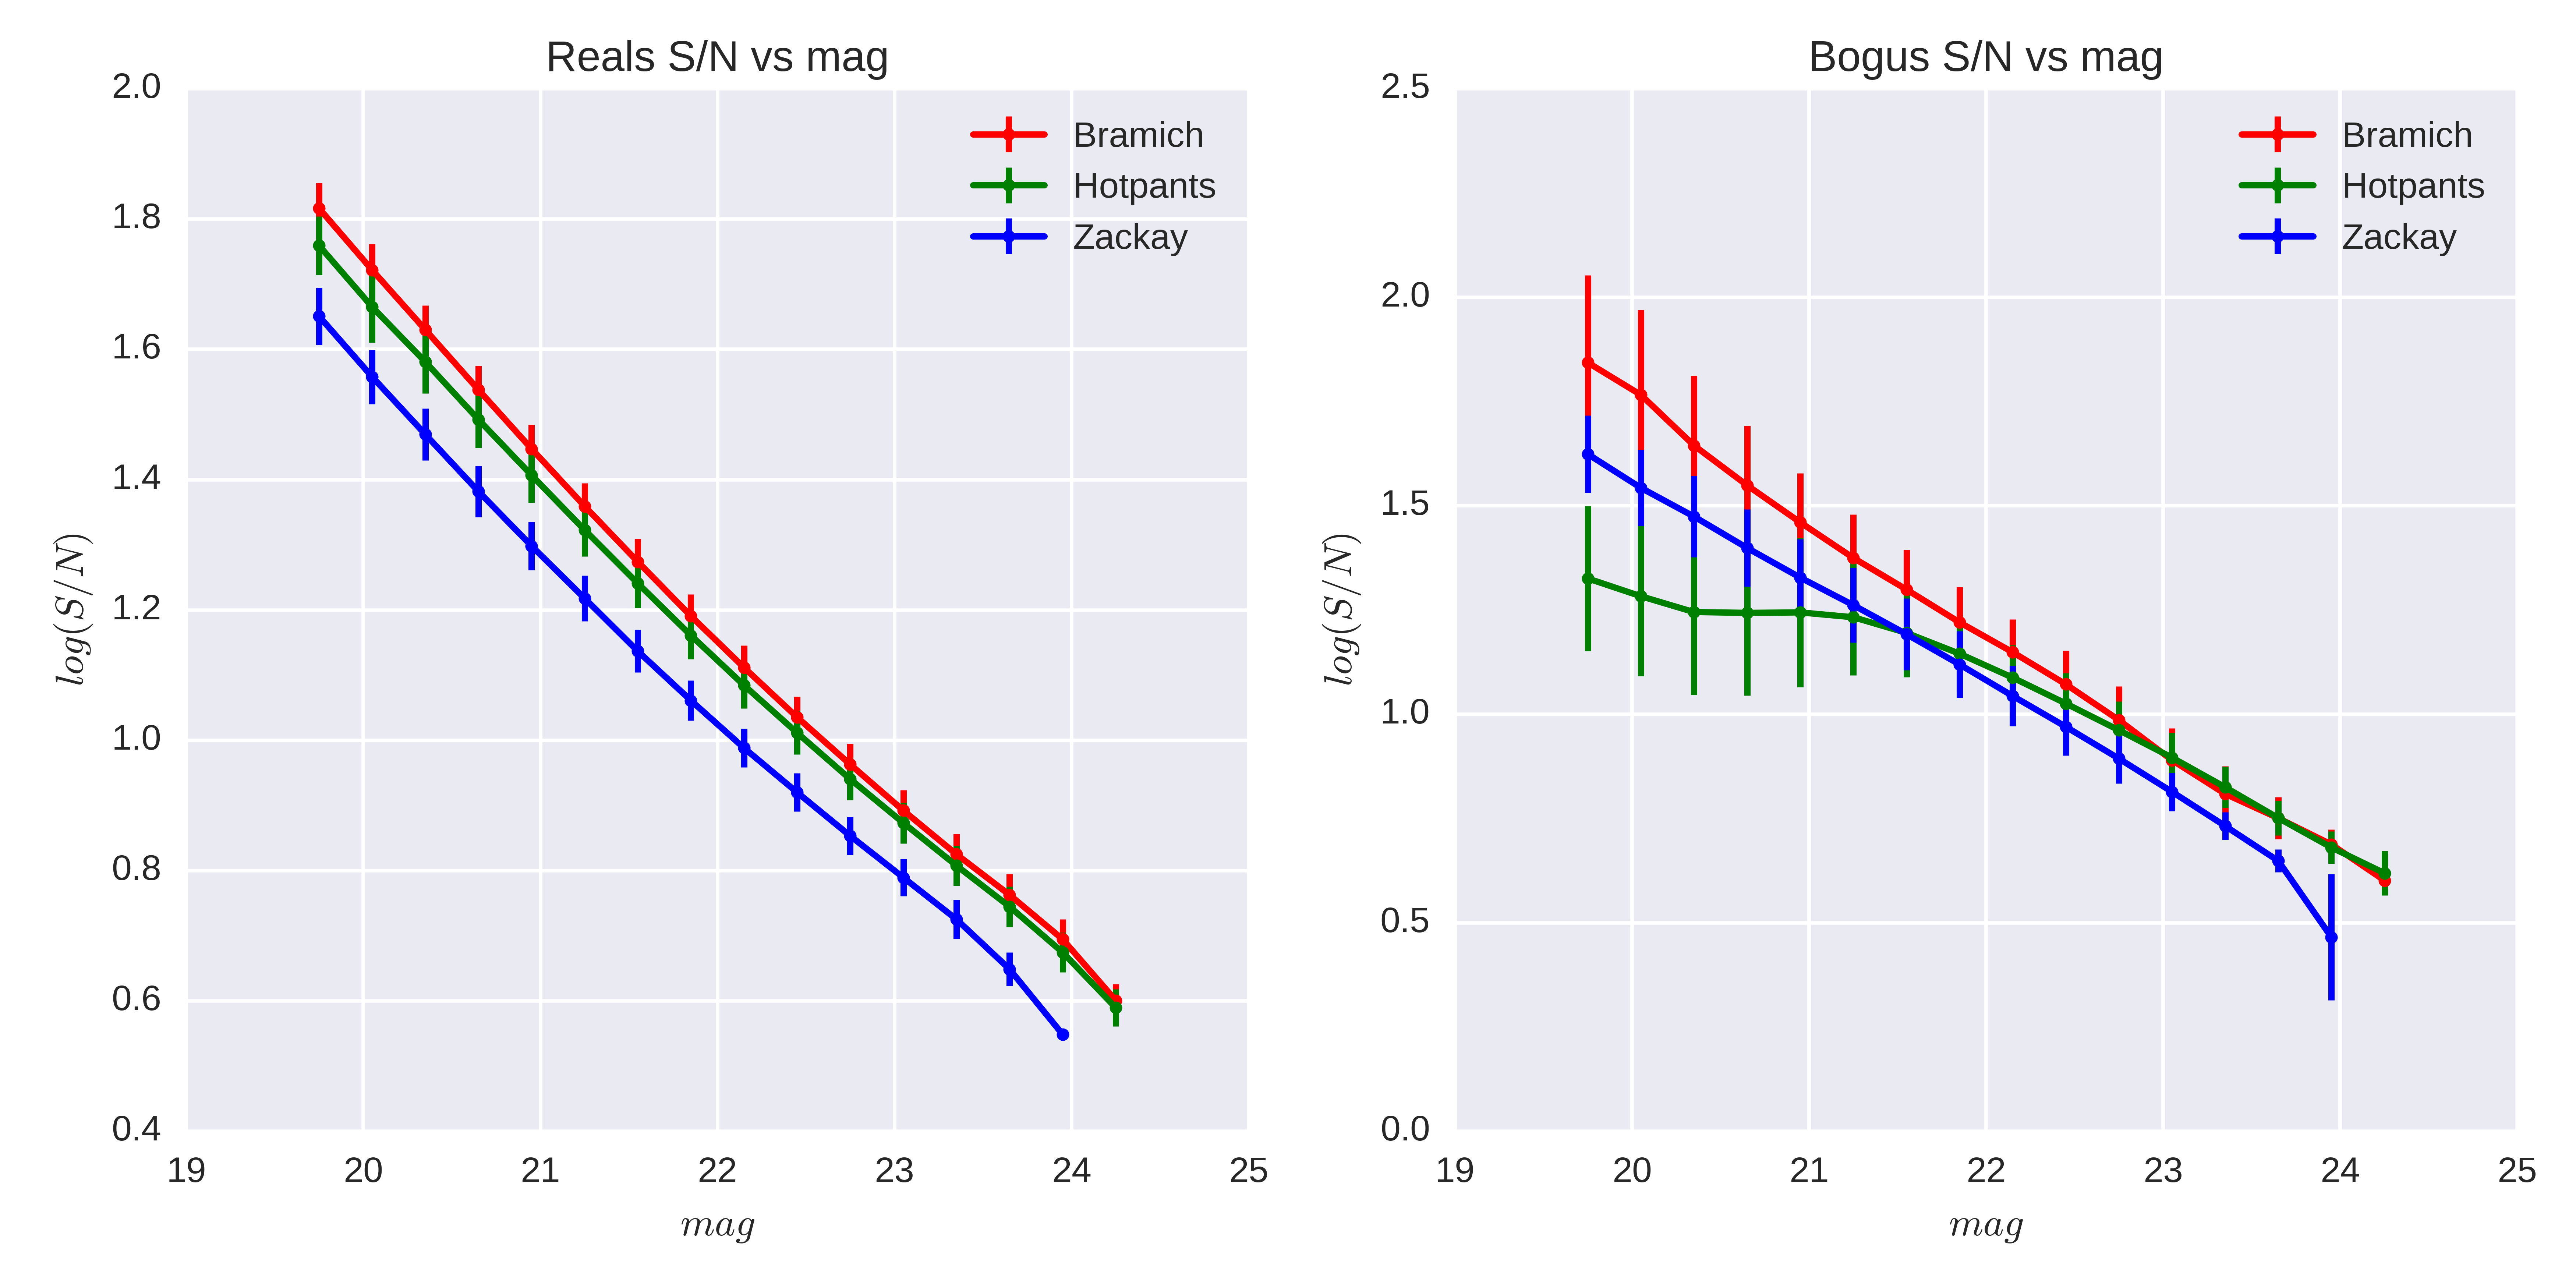 Reals S/N vs mag
2.0
1.8
1.6
1.4
1.2
1.0
0.8
0.6
0.4
log(S/N)
Bramich
Hotpants
Zackay
19 20 21 22 23 24 25
mag
Bogus S/N vs mag
2.5
2.0
1.5
1.0
0.5
0.0
log(S/N)
Bramich
Hotpants
Zackay
19 20 21 22 23 24 25
mag